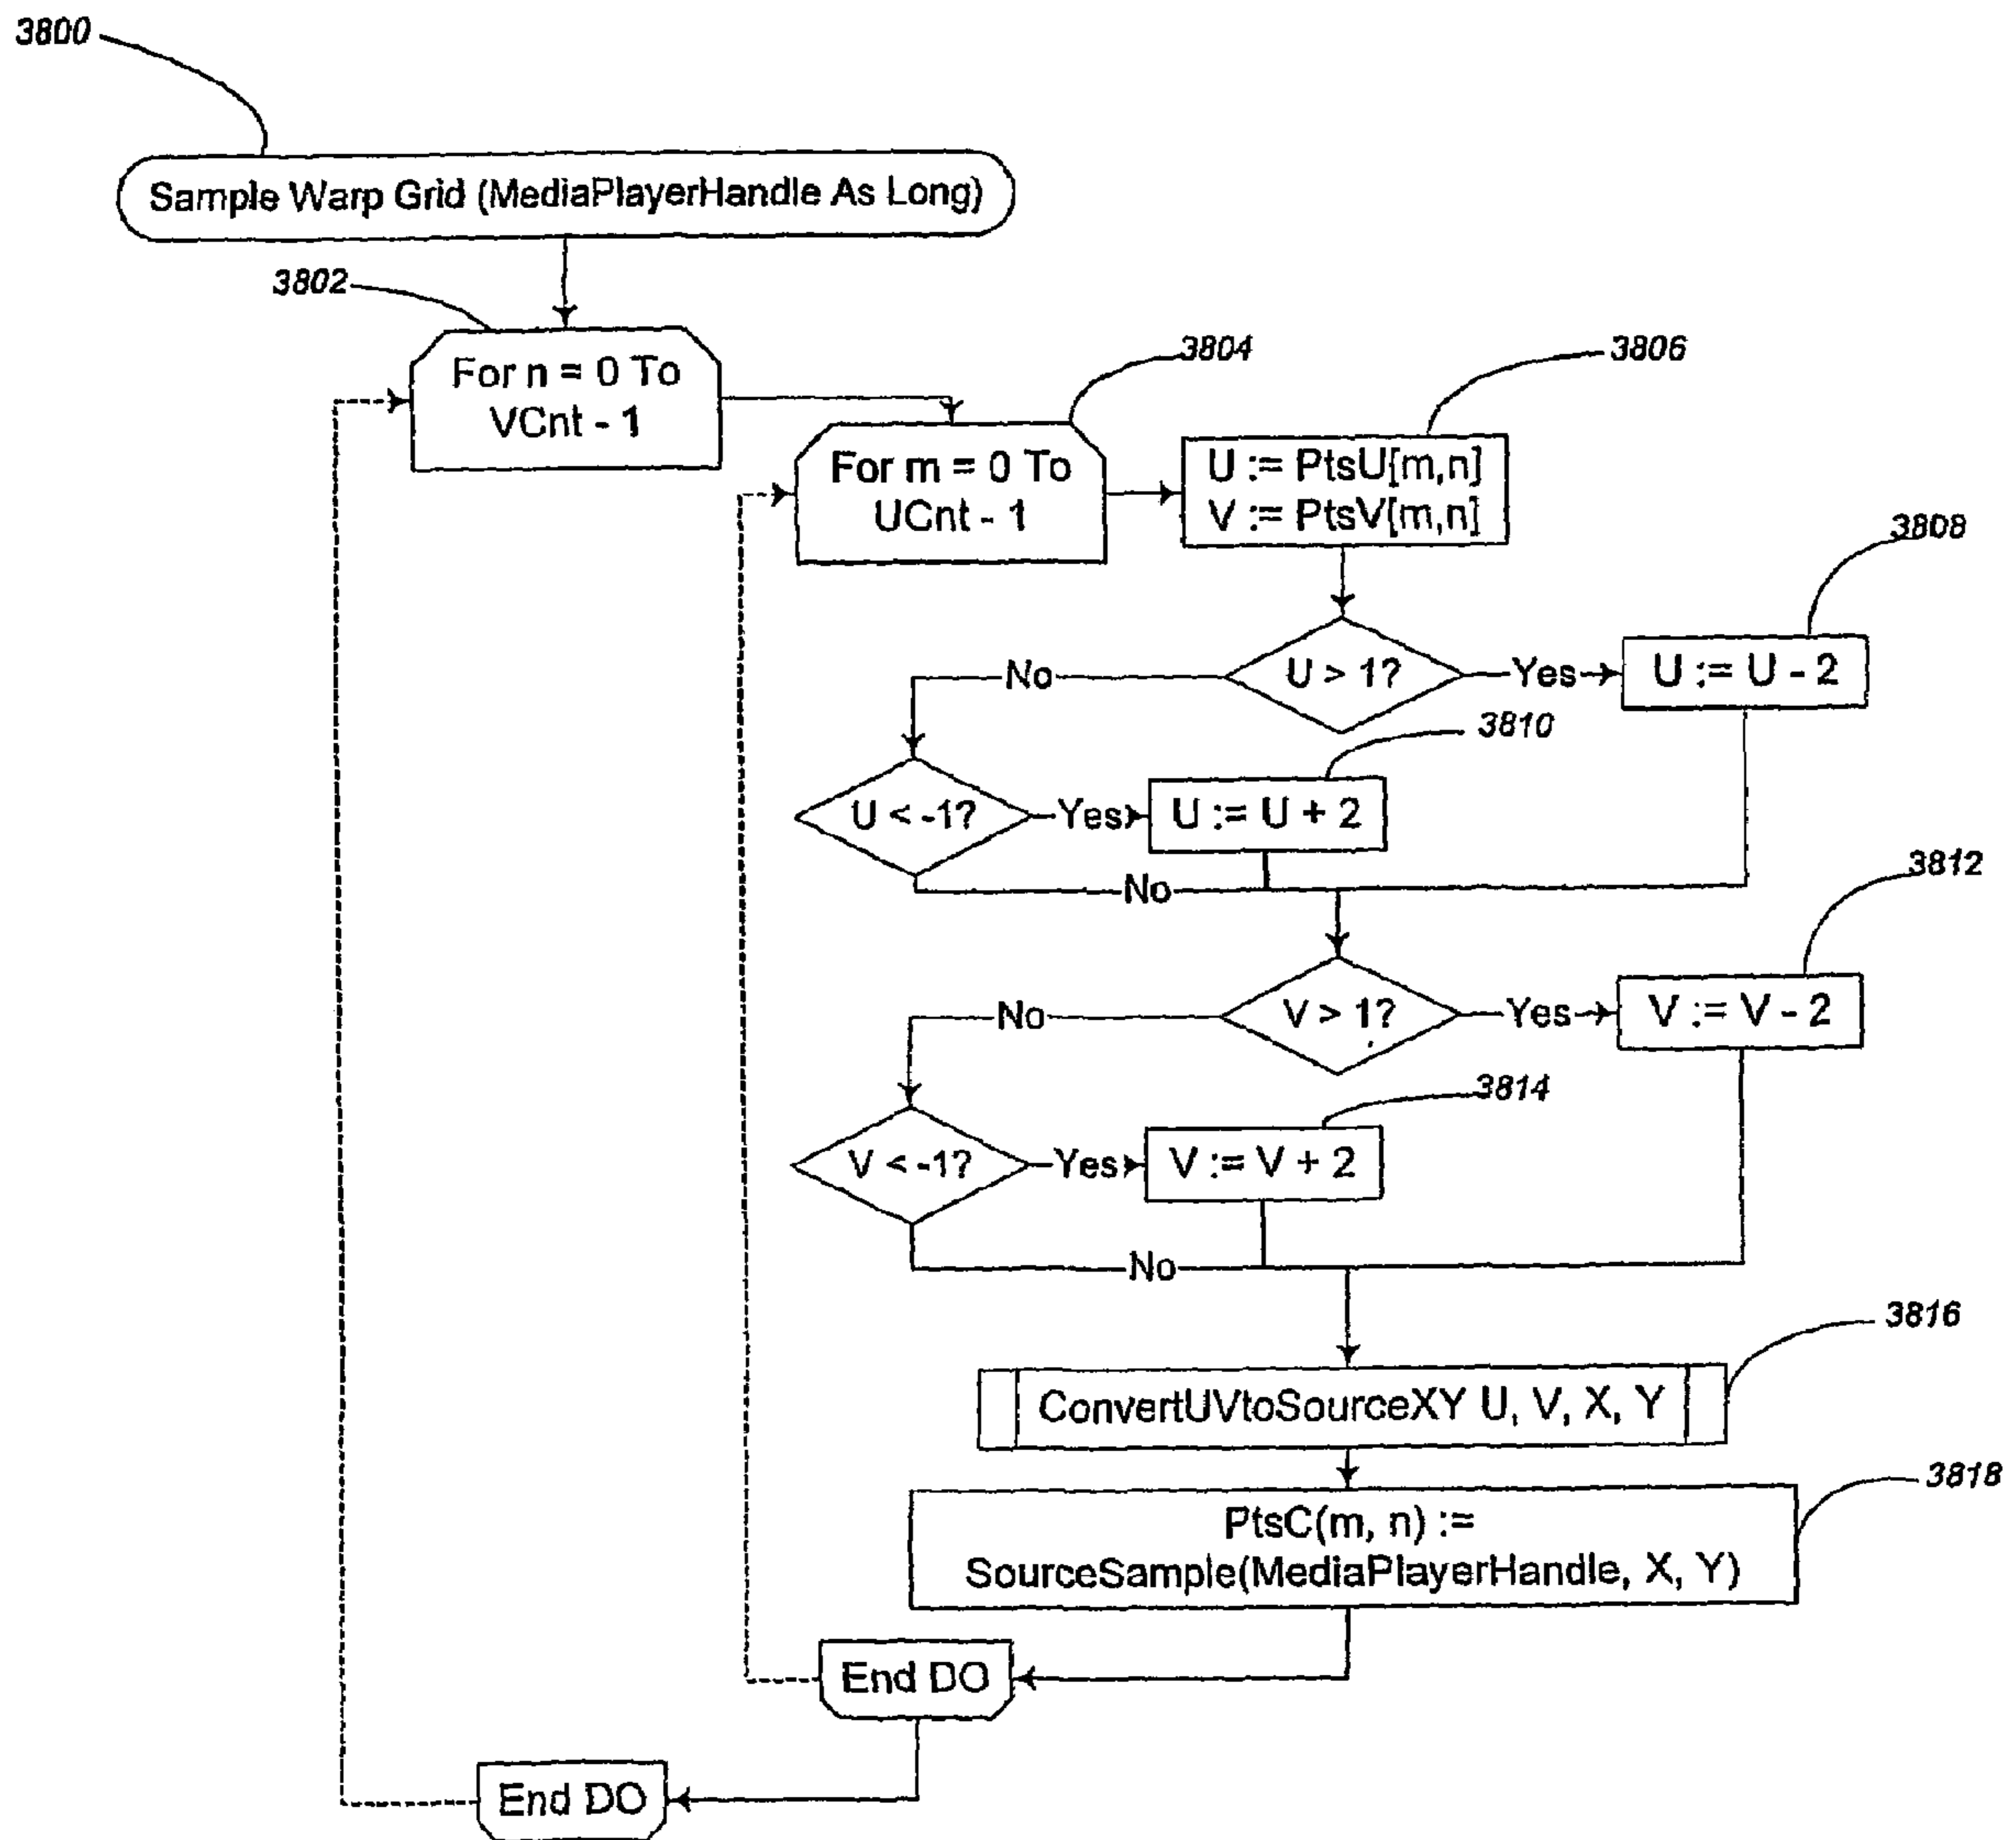 3800
Sample Warp Grid (MediaPlayerHandle As Long)
3802
For n = 0 To
VCnt - 1
3804
For m = 0 To
UCnt - 1
3806
U := PtsU[m,n]
V := PtsV[m,n]
3808
U > 1?
Yes
U := U - 2
No
3810
U < -1?
Yes
U := U + 2
No
3812
V > 1?
Yes
V := V - 2
No
3814
V < -1?
Yes
V := V + 2
No
3816
ConvertUVtoSourceXY U, V, X, Y
3818
PtsC(m, n) :=
SourceSample(MediaPlayerHandle, X, Y)
End DO
End DO